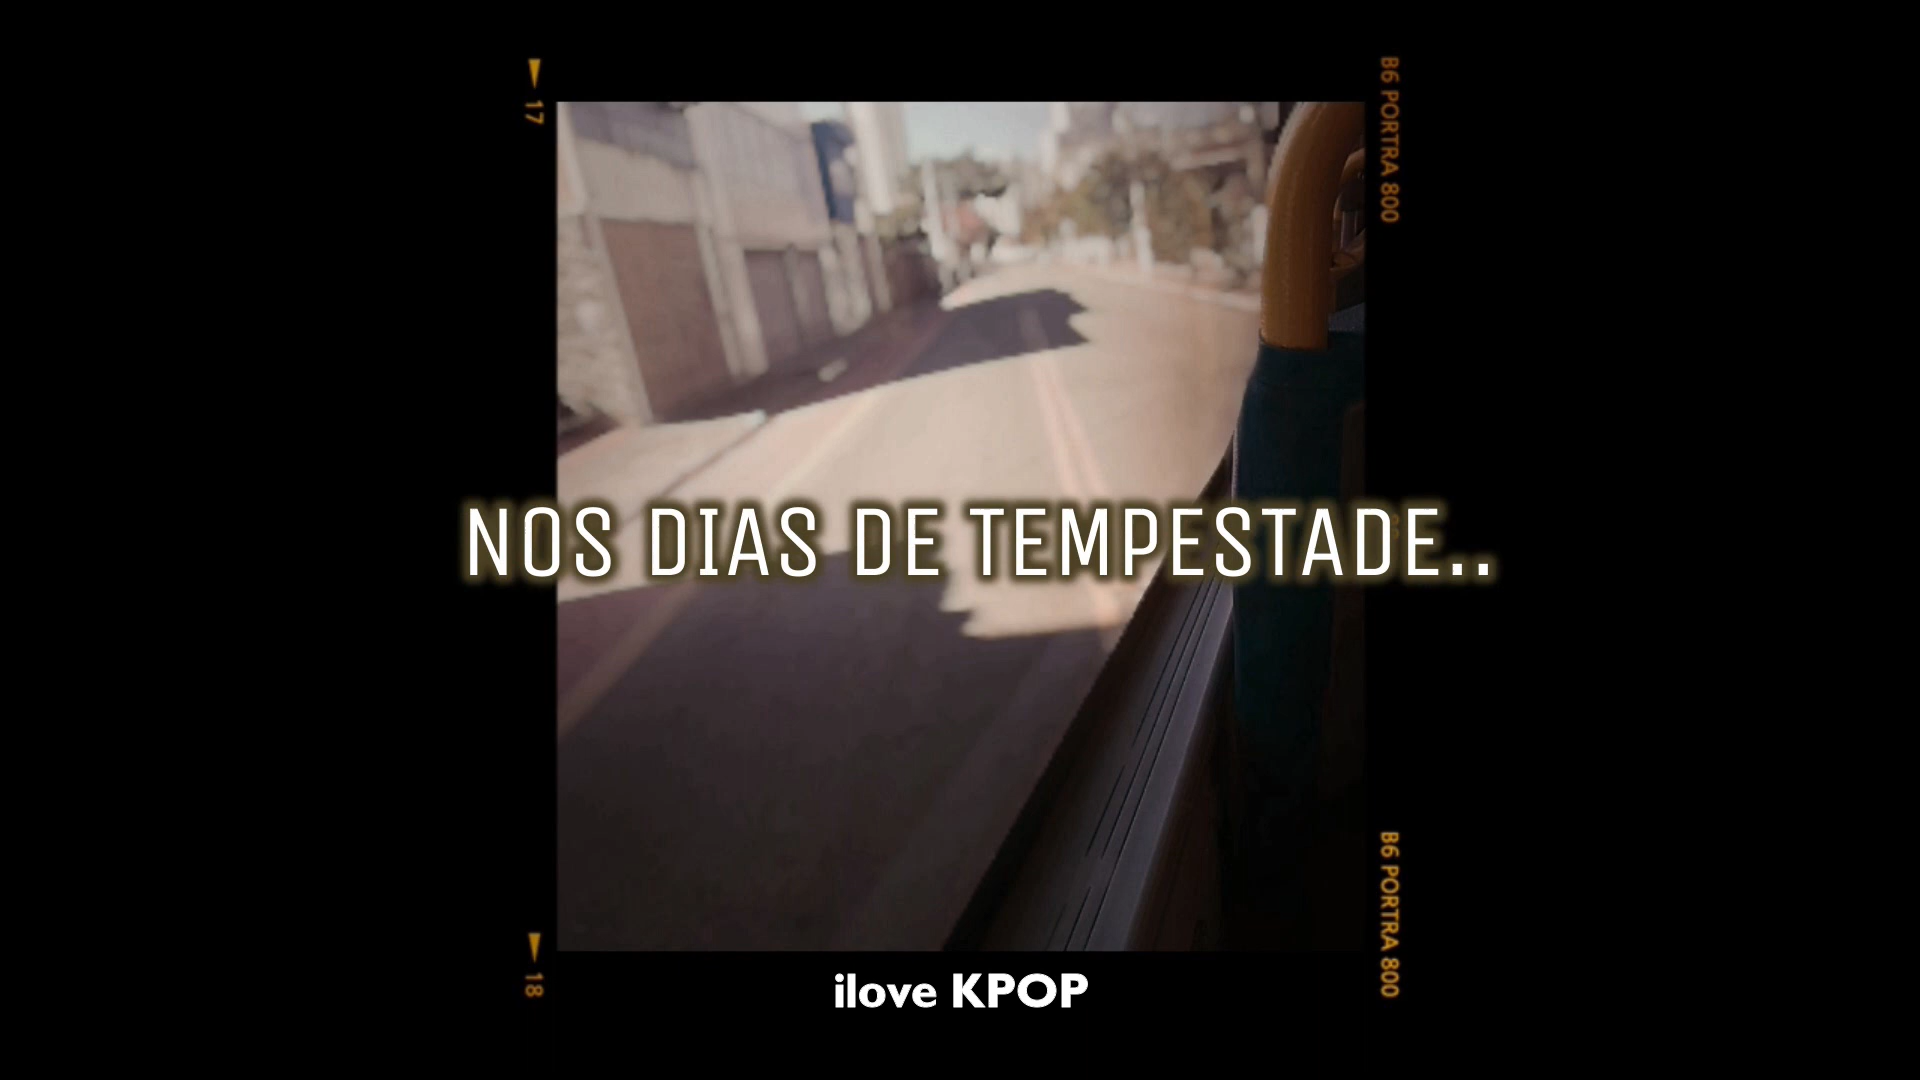 17
B6 PORTRA 800
NOS DIAS DE TEMPESTADE..
18
B6 PORTRA 800
ilove KPOP